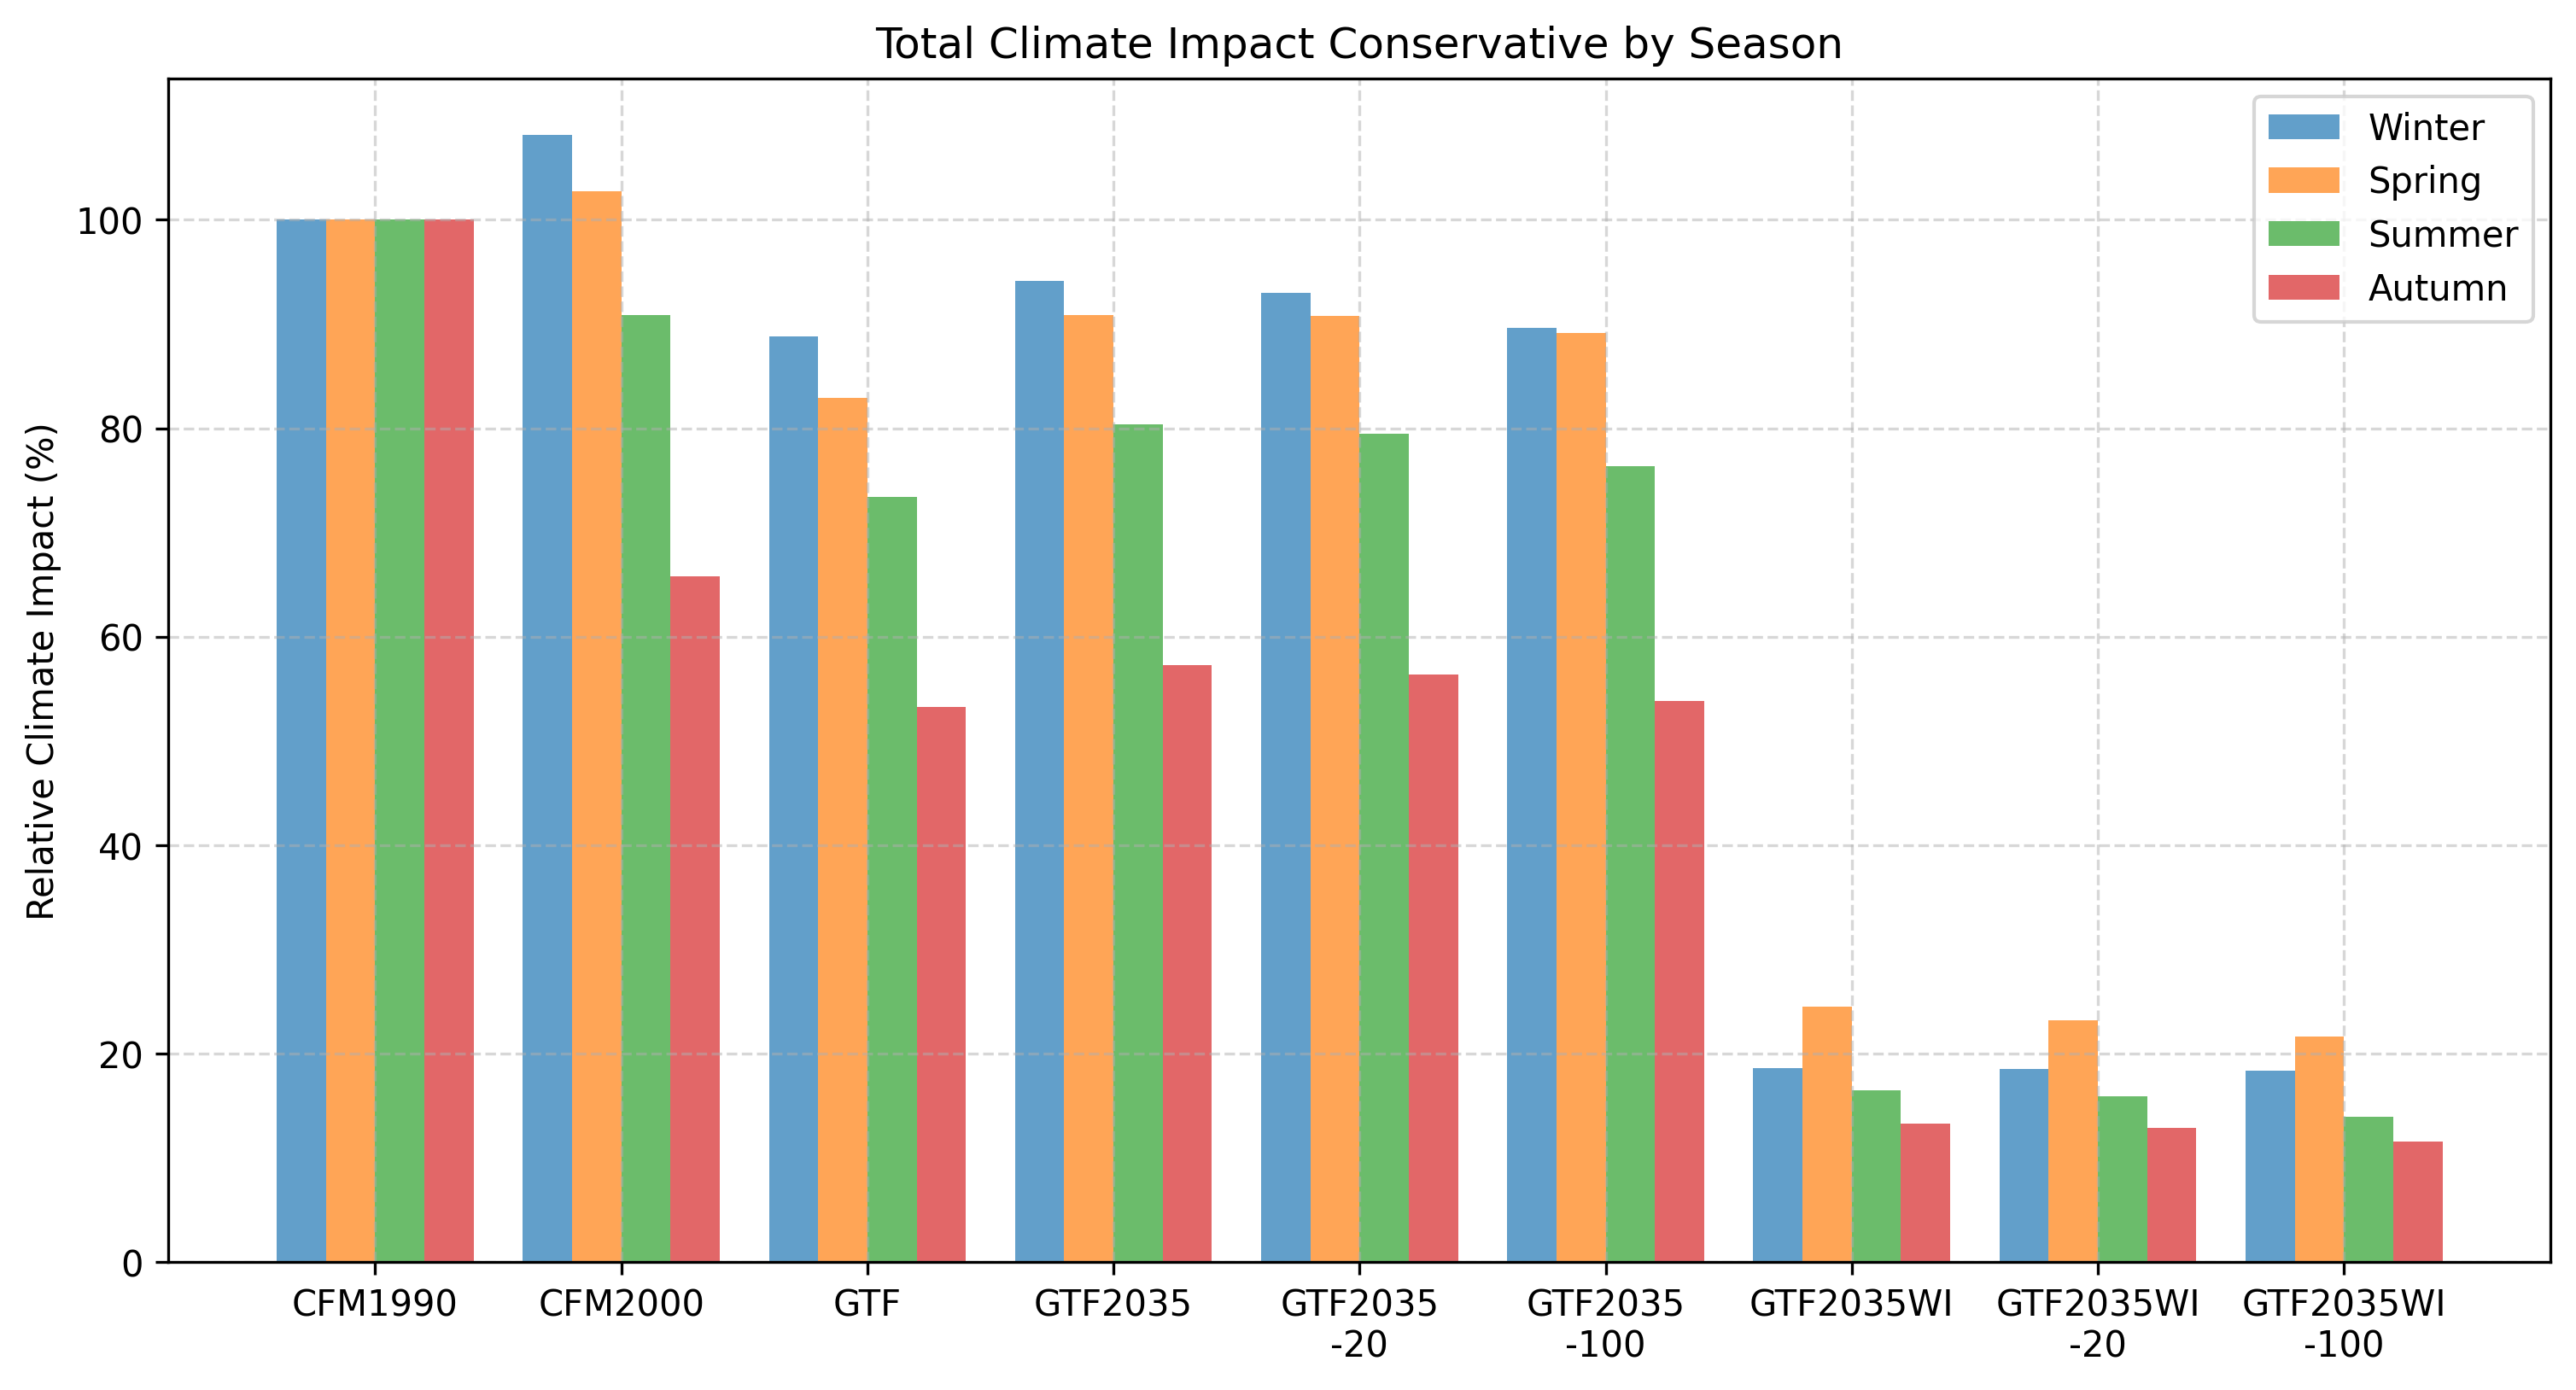 Total Climate Impact Conservative by Season
Relative Climate Impact (%)
100
80
60
40
20
0
Winter
Spring
Summer
Autumn
CFM1990 CFM2000 GTF GTF2035 GTF2035 GTF2035 GTF2035WI GTF2035WI GTF2035WI
-20 -100 -20 -100